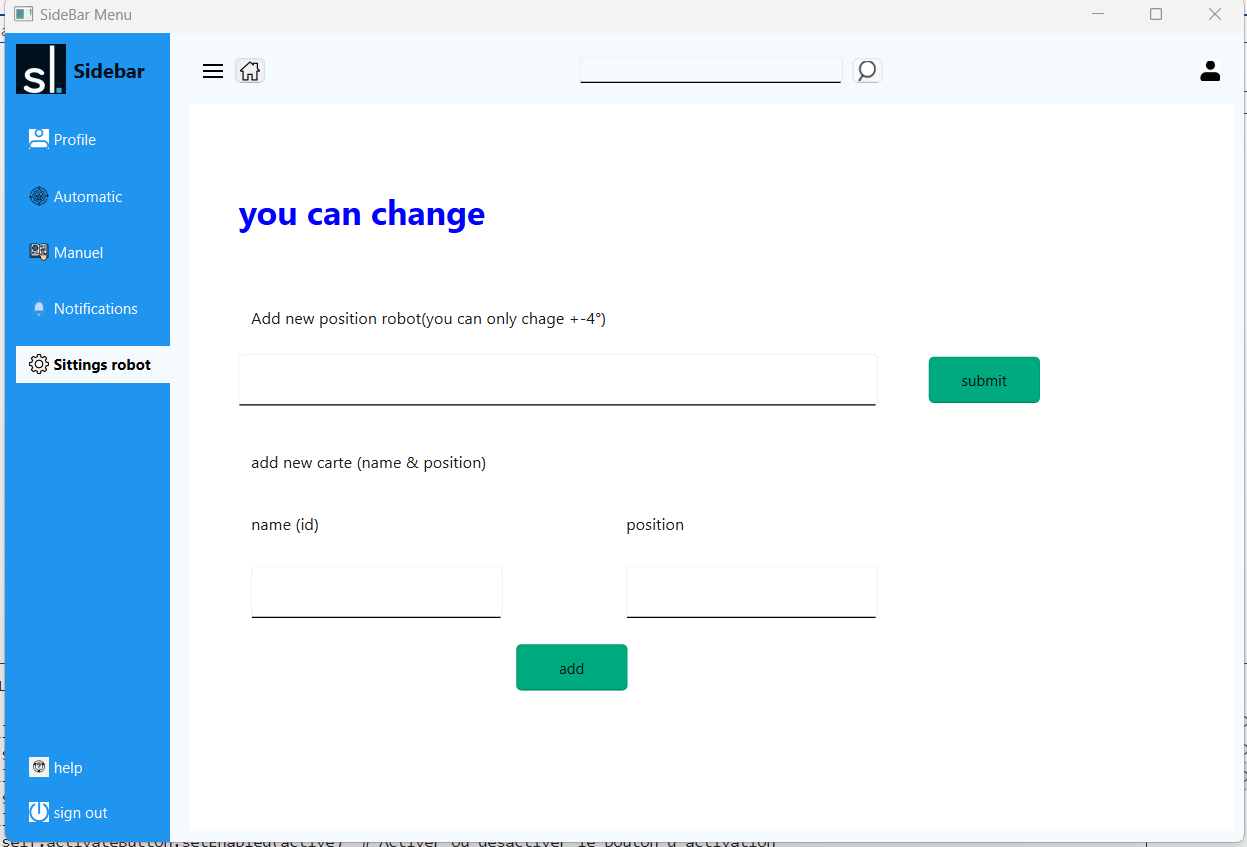 SideBar Menu
sl.
Sidebar
Profile
Automatic
Manuel
Notifications
Sittings robot
help
sign out
you can change
Add new position robot(you can only chage +-4°)
submit
add new carte (name & position)
name (id)
position
add
self.activateButton.setEnabled(active) # Activer ou désactiver le bouton d'activation